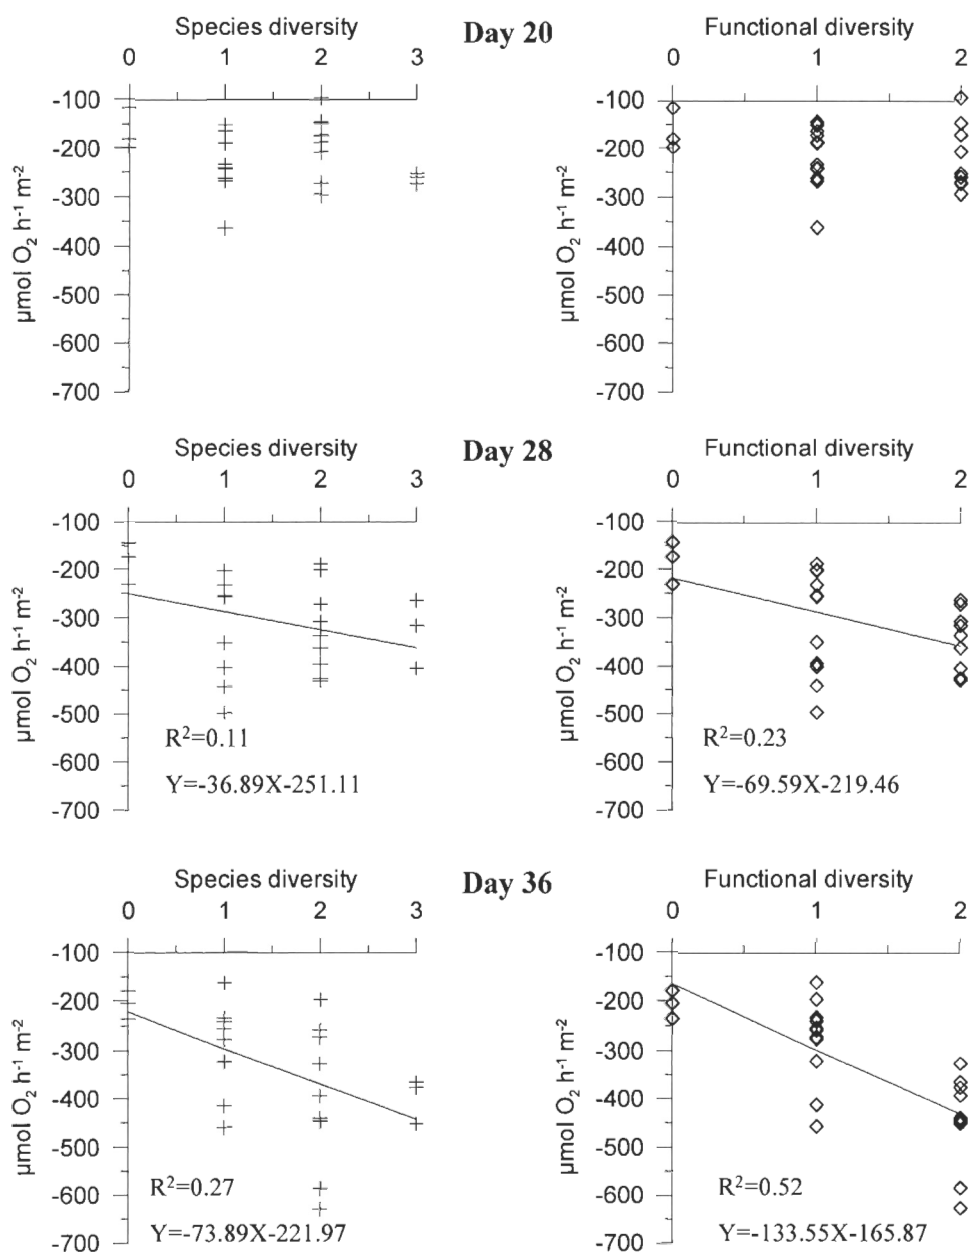 Species diversity Day 20 Functional diversity
0 1 2 3 0 1 2
-100 -100
-200 -200
-300 -300
-400 -400
-500 -500
-600 -600
-700 -700
µmol O₂ h⁻¹ m⁻² µmol O₂ h⁻¹ m⁻²
Species diversity Day 28 Functional diversity
0 1 2 3 0 1 2
-100 -100
-200 -200
-300 -300
-400 -400
-500 -500
-600 -600
-700 -700
µmol O₂ h⁻¹ m⁻² µmol O₂ h⁻¹ m⁻²
R²=0.11 R²=0.23
Y=-36.89X-251.11 Y=-69.59X-219.46
Species diversity Day 36 Functional diversity
0 1 2 3 0 1 2
-100 -100
-200 -200
-300 -300
-400 -400
-500 -500
-600 -600
-700 -700
µmol O₂ h⁻¹ m⁻² µmol O₂ h⁻¹ m⁻²
R²=0.27 R²=0.52
Y=-73.89X-221.97 Y=-133.55X-165.87